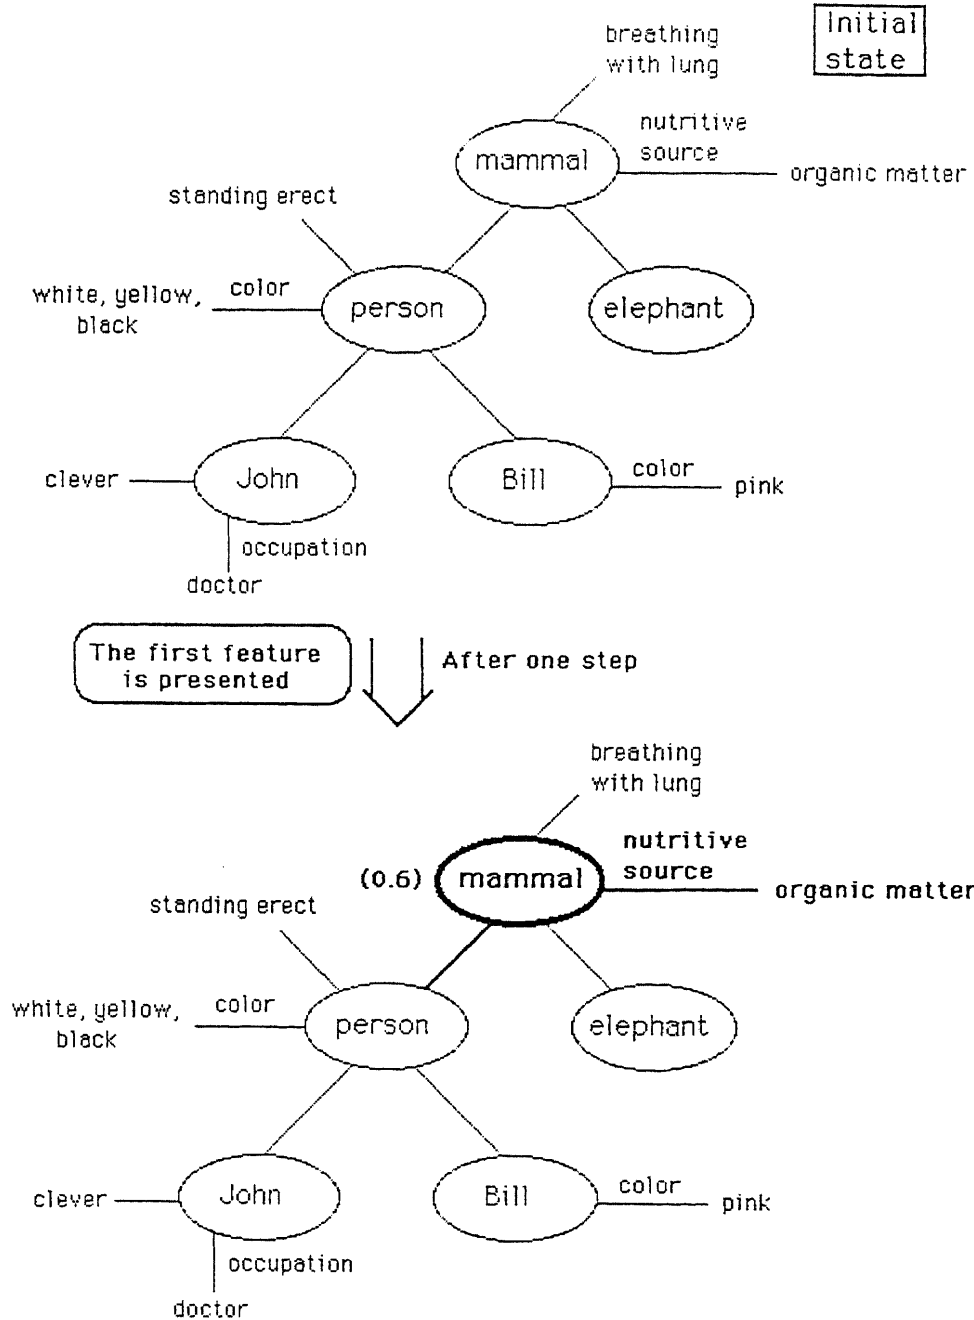 Initial
state
breathing
with lung
nutritive
source
mammal
organic matter
standing erect
white, yellow,
black
color
person
elephant
clever
John
Bill
color
pink
occupation
doctor
The first feature
is presented
After one step
breathing
with lung
nutritive
source
(0.6)
mammal
organic matter
standing erect
white, yellow,
black
color
person
elephant
clever
John
Bill
color
pink
occupation
doctor